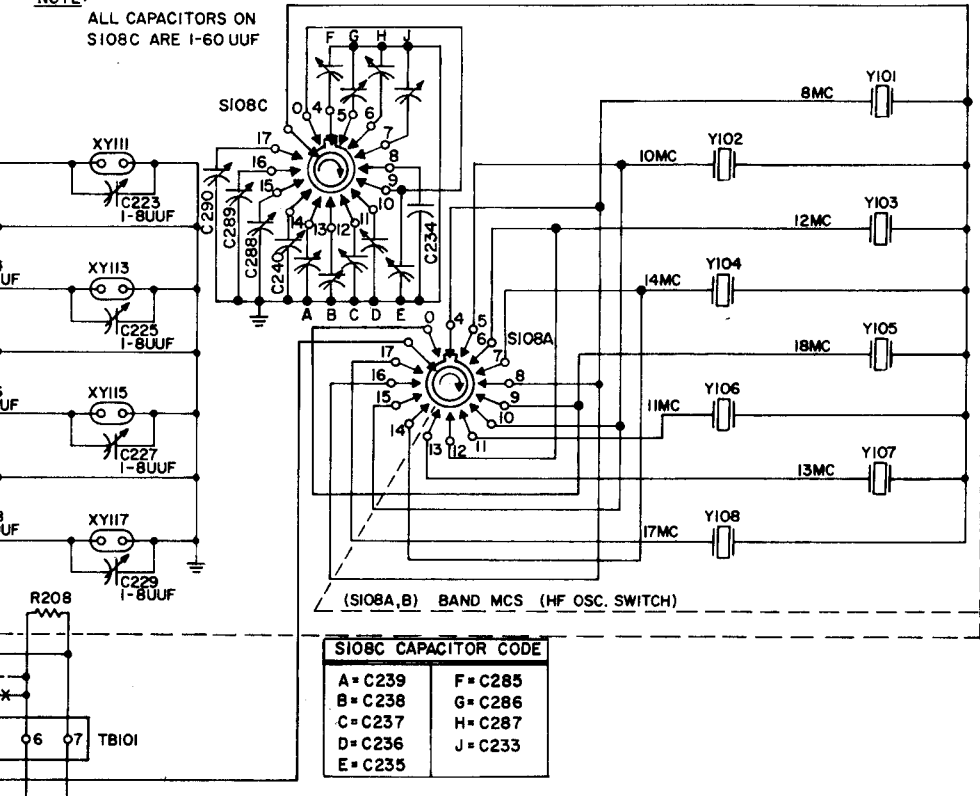 NOTE:
ALL CAPACITORS ON
S108C ARE 1-60 UUF
F G H J
S108C
0 4 5 6
17 7
16 8
15 9
14 13 12 11 10
C290
C289
C288
C240
C234
A B C D E
XY111
C223
1-8UUF
XY113
UF
C225
1-8UUF
XY115
UF
C227
1-8UUF
XY117
UF
C229
1-8UUF
0 4 5
6
S108A
17 7
16 8
15 9
14 10
13 12 11
8MC
Y101
10MC
Y102
12MC
Y103
14MC
Y104
18MC
Y105
11MC
Y106
13MC
Y107
17MC
Y108
(S108A,B) BAND MCS (HF OSC. SWITCH)
R208
X
6 7 TB101
S108C CAPACITOR CODE
A=C239 F=C285
B=C238 G=C286
C=C237 H=C287
D=C236 J=C233
E=C235